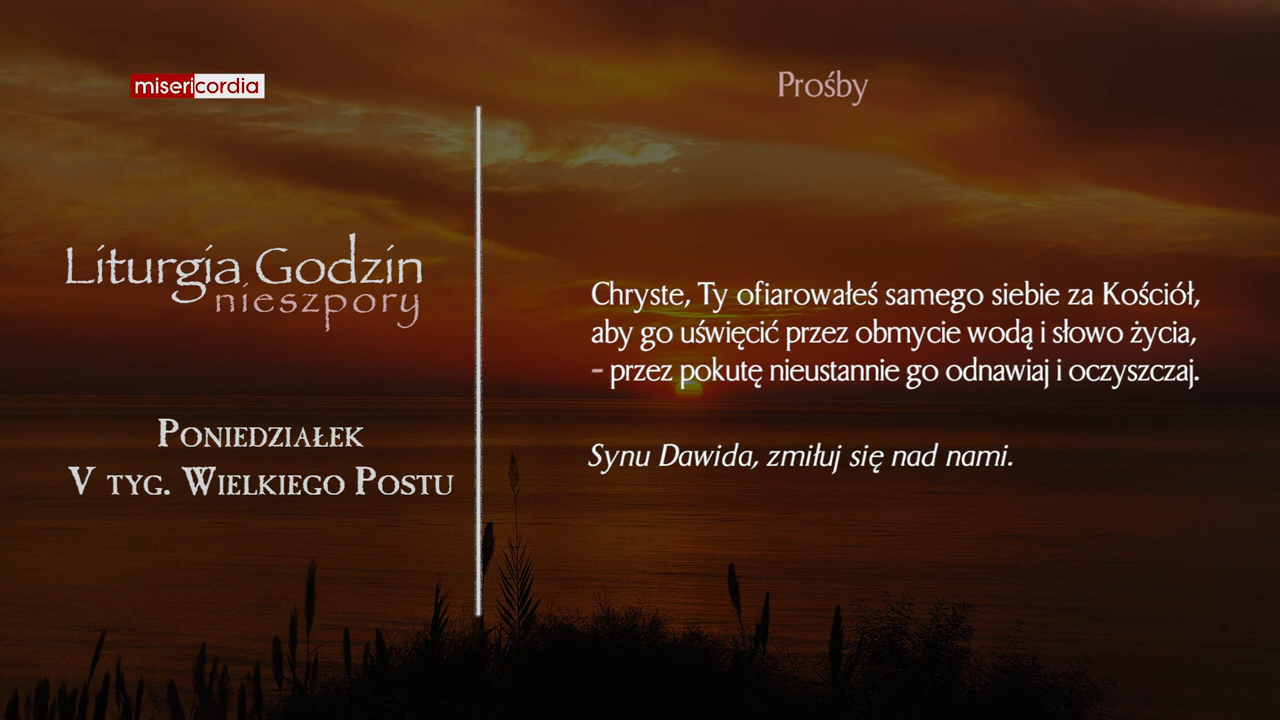 misericordia
Prośby
Liturgia Godzin
nieszpory
Poniedziałek
V tyg. Wielkiego Postu
Chryste, Ty ofiarowałeś samego siebie za Kościół,
aby go uświęcić przez obmycie wodą i słowo życia,
- przez pokutę nieustannie go odnawiaj i oczyszczaj.
Synu Dawida, zmiłuj się nad nami.